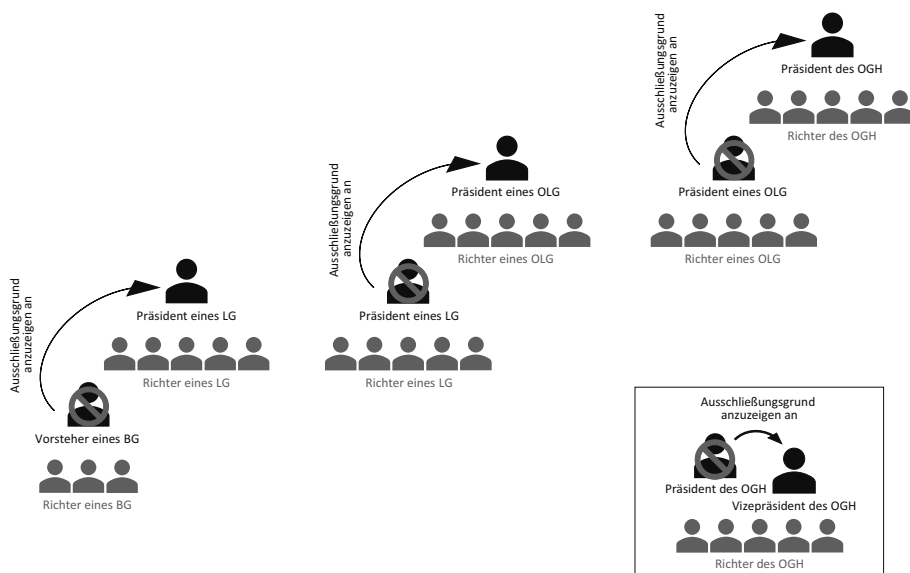 Ausschließungsgrund
anzuzeigen an
Präsident eines LG
Richter eines LG
Vorsteher eines BG
Richter eines BG
Ausschließungsgrund
anzuzeigen an
Präsident eines OLG
Richter eines OLG
Präsident eines LG
Richter eines LG
Ausschließungsgrund
anzuzeigen an
Präsident des OGH
Richter des OGH
Präsident eines OLG
Richter eines OLG
Ausschließungsgrund
anzuzeigen an
Präsident des OGH
Vizepräsident des OGH
Richter des OGH